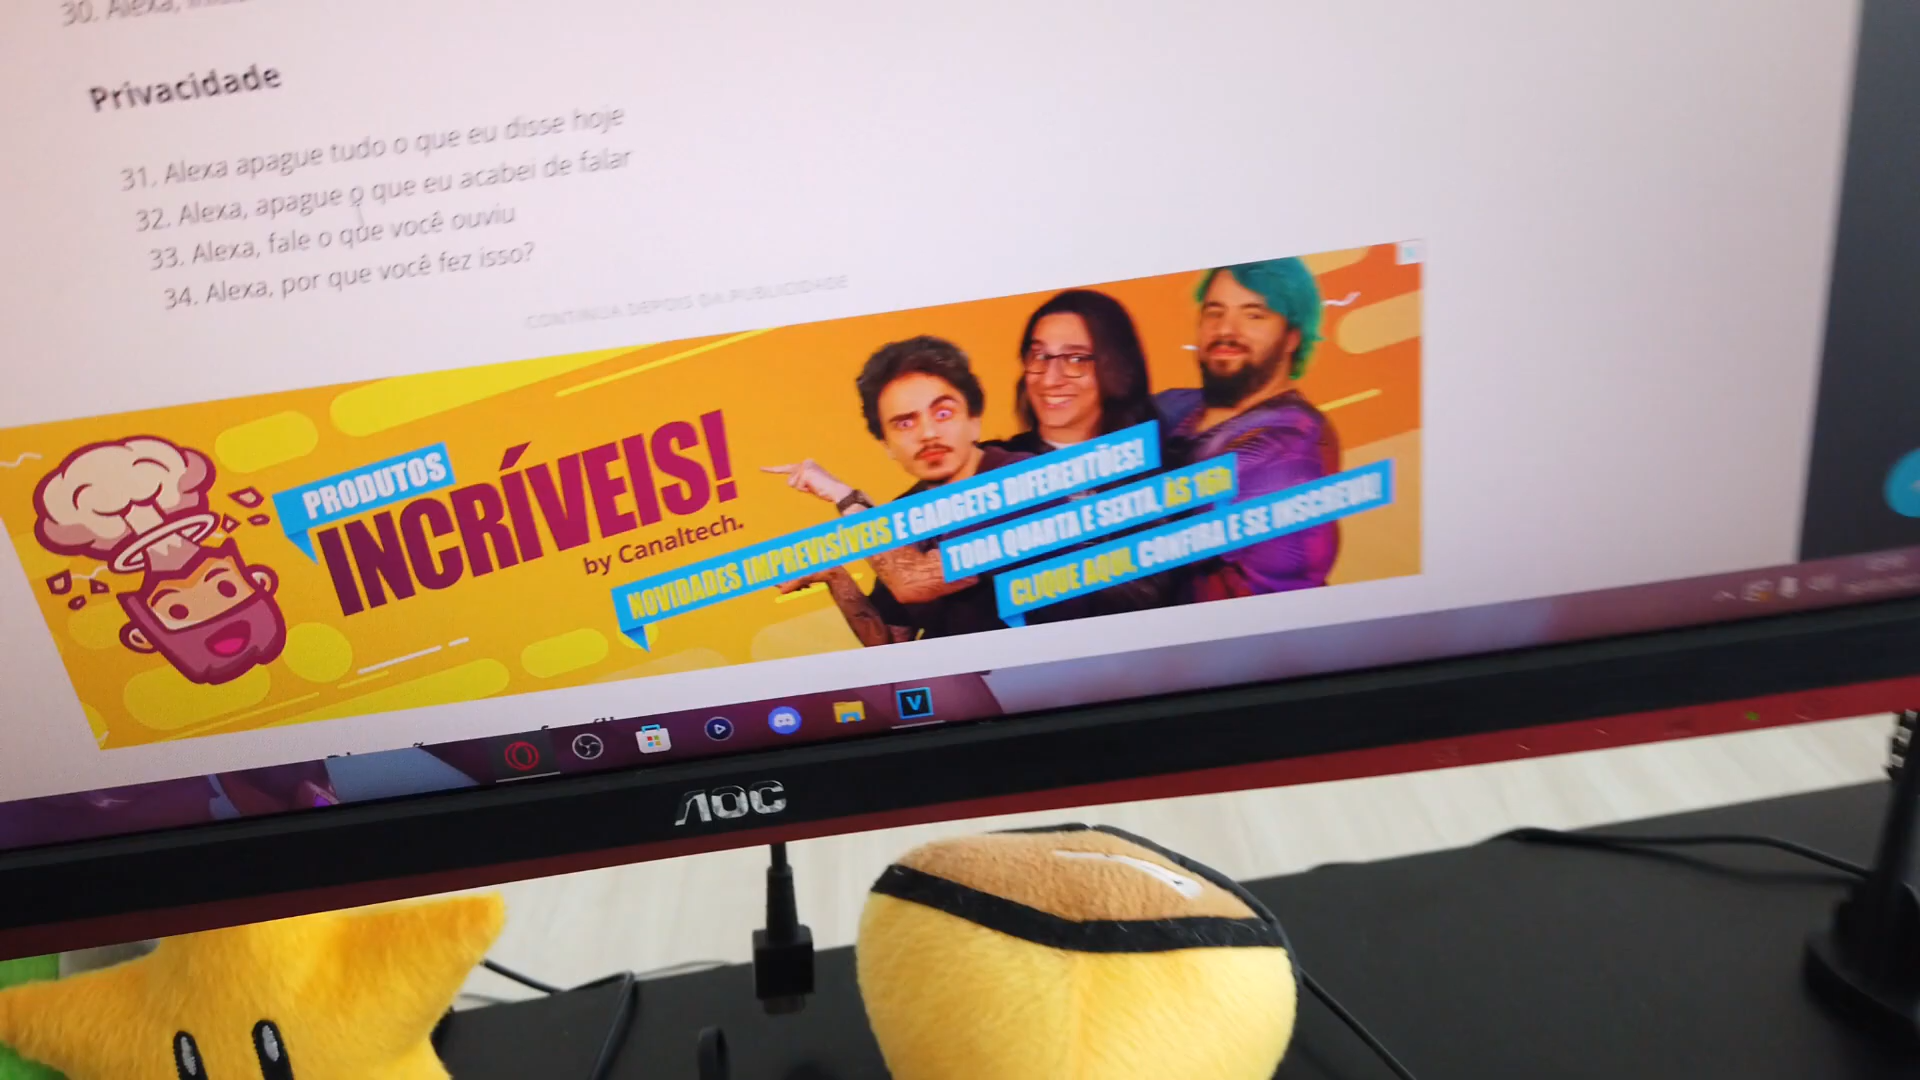 30. Alexa,
Privacidade
31. Alexa apague tudo o que eu disse hoje
32. Alexa, apague o que eu acabei de falar
33. Alexa, fale o que você ouviu
34. Alexa, por que você fez isso?
CONTINUA DEPOIS DA PUBLICIDADE
PRODUTOS
INCRÍVEIS!
by Canaltech.
NOVIDADES IMPREVISÍVEIS E GADGETS DIFERENTÕES!
TODA QUARTA E SEXTA, ÀS 16h
CLIQUE AQUI, CONFIRA E SE INSCREVA!
V
AOC